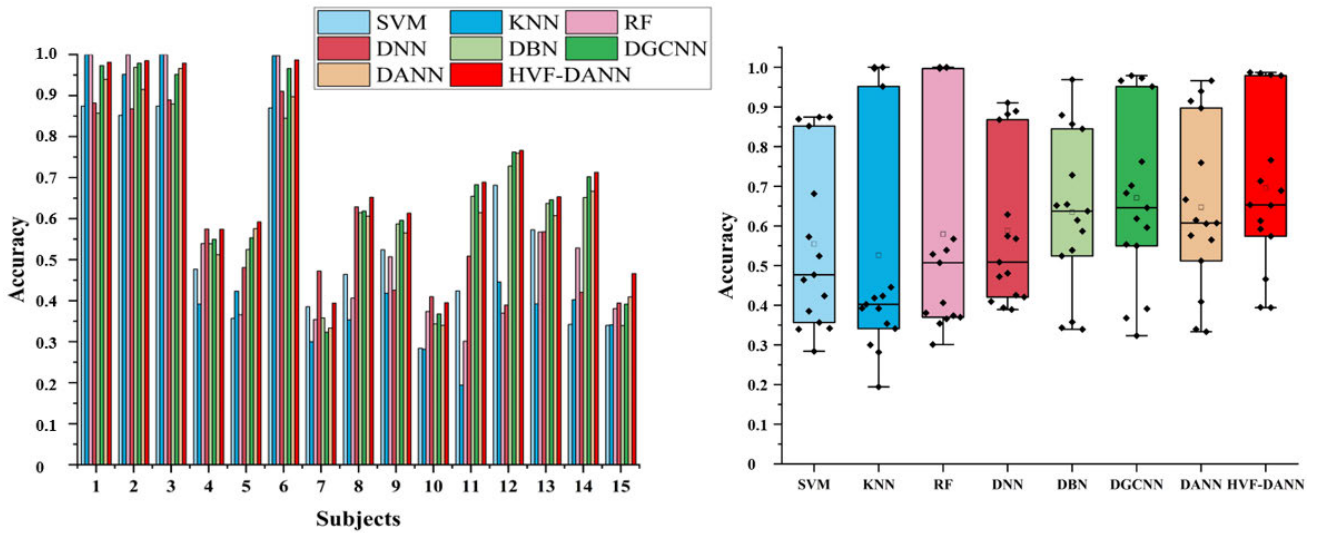 SVM KNN RF
DNN DBN DGCNN
DANN HVF-DANN
Accuracy
1.0
0.9
0.8
0.7
0.6
0.5
0.4
0.3
0.2
0.1
0
1 2 3 4 5 6 7 8 9 10 11 12 13 14 15
Subjects
Accuracy
1
0.9
0.8
0.7
0.6
0.5
0.4
0.3
0.2
0.1
0
SVM KNN RF DNN DBN DGCNN DANN HVF-DANN